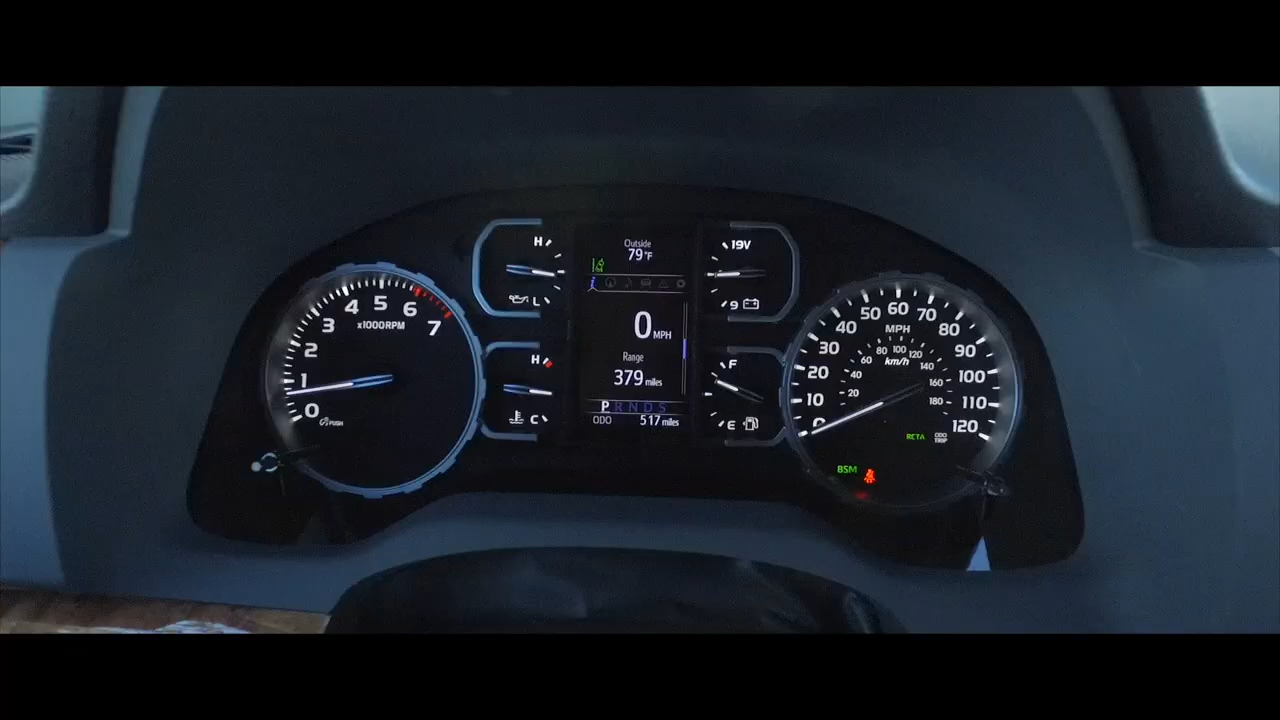 0
1
2
3
4
5
6
7
x1000RPM
PUSH
H
L
H
C
Outside
79°F
0 MPH
Range
379 miles
P R N D S
ODO 517 miles
19V
9
F
E
0
10
20
30
40
50
60
70
80
90
100
110
120
MPH
20
40
60
80
100
120
140
160
180
km/h
RCTA
ODO
TRIP
BSM